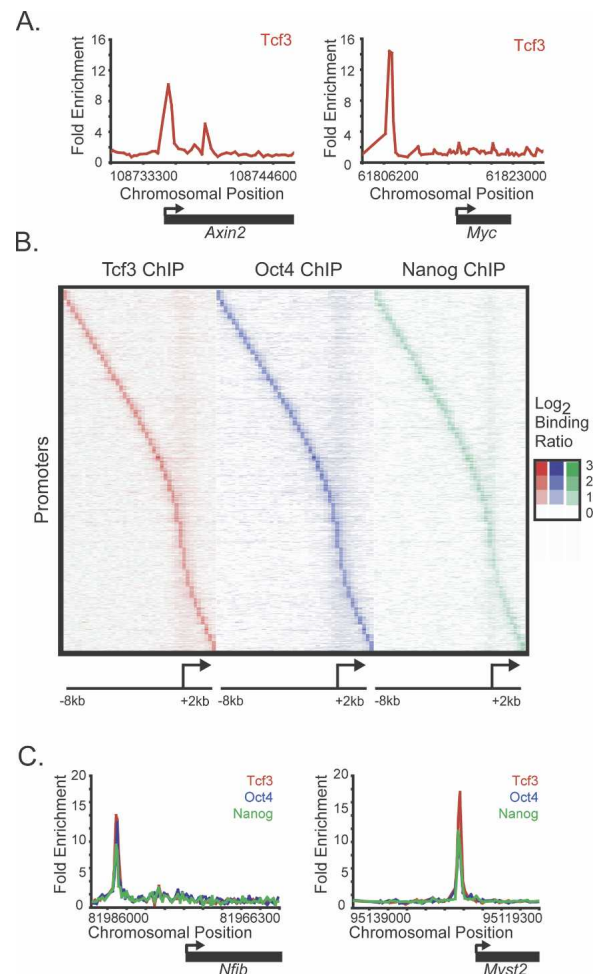 A.
Tcf3
Fold Enrichment
16
12
8
4
0
108733300
108744600
Chromosomal Position
Axin2
Tcf3
Fold Enrichment
16
12
8
4
0
61806200
61823000
Chromosomal Position
Myc
B.
Tcf3 ChIP
Oct4 ChIP
Nanog ChIP
Promoters
Log2
Binding
Ratio
3
2
1
0
-8kb
+2kb
-8kb
+2kb
-8kb
+2kb
C.
Tcf3
Oct4
Nanog
Fold Enrichment
20
15
10
5
0
81986000
81966300
Chromosomal Position
Nfib
Tcf3
Oct4
Nanog
Fold Enrichment
20
15
10
5
0
95139000
95119300
Chromosomal Position
Myst2